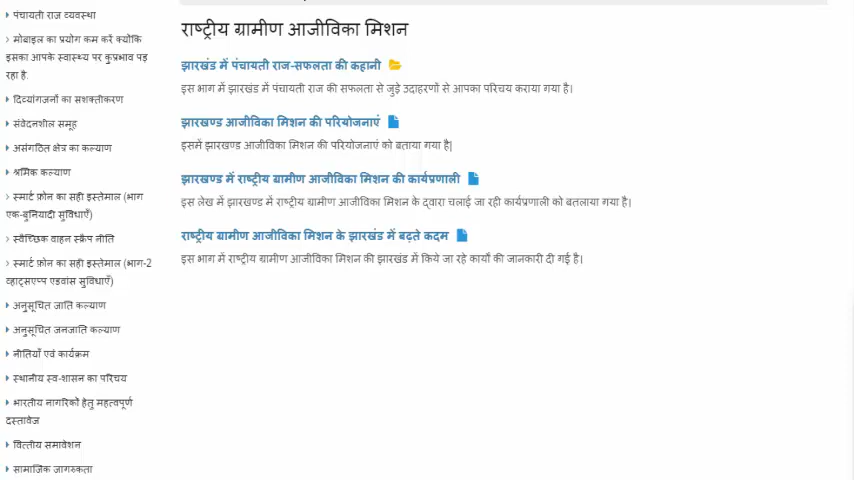 पंचायती राज व्यवस्था
मोबाइल का प्रयोग कम करें क्योंकि
इसका आपके स्वास्थ्य पर कुप्रभाव पड़
रहा है.
दिव्यांगजनों का सशक्तीकरण
संवेदनशील समूह
असंगठित क्षेत्र का कल्याण
श्रमिक कल्याण
स्मार्ट फ़ोन का सही इस्तेमाल (भाग
एक-बुनियादी सुविधाएँ)
स्वैच्छिक वाहन स्क्रैप नीति
स्मार्ट फ़ोन का सही इस्तेमाल (भाग-2
व्हाट्सएप्प एडवांस सुविधाएँ)
अनुसूचित जाति कल्याण
अनुसूचित जनजाति कल्याण
नीतियाँ एवं कार्यक्रम
स्थानीय स्व-शासन का परिचय
भारतीय नागरिकों हेतु महत्वपूर्ण
दस्तावेज
वित्तीय समावेशन
सामाजिक जागरुकता
राष्ट्रीय ग्रामीण आजीविका मिशन
झारखंड में पंचायती राज-सफलता की कहानी
इस भाग में झारखंड में पंचायती राज की सफलता से जुड़े उदाहरणों से आपका परिचय कराया गया है।
झारखण्ड आजीविका मिशन की परियोजनाएं
इसमें झारखण्ड आजीविका मिशन की परियोजनाएं को बताया गया है|
झारखण्ड में राष्ट्रीय ग्रामीण आजीविका मिशन की कार्यप्रणाली
इस लेख में झारखण्ड में राष्ट्रीय ग्रामीण आजीविका मिशन के द्वारा चलाई जा रही कार्यप्रणाली को बतलाया गया है।
राष्ट्रीय ग्रामीण आजीविका मिशन के झारखंड में बढ़ते कदम
इस भाग में राष्ट्रीय ग्रामीण आजीविका मिशन की झारखंड में किये जा रहे कार्यों की जानकारी दी गई है।